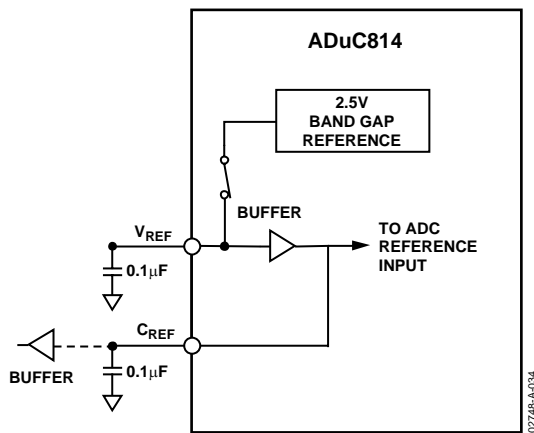 ADuC814
2.5V
BAND GAP
REFERENCE
BUFFER
VREF
TO ADC
REFERENCE
INPUT
0.1µF
CREF
0.1µF
BUFFER
02748-A-034